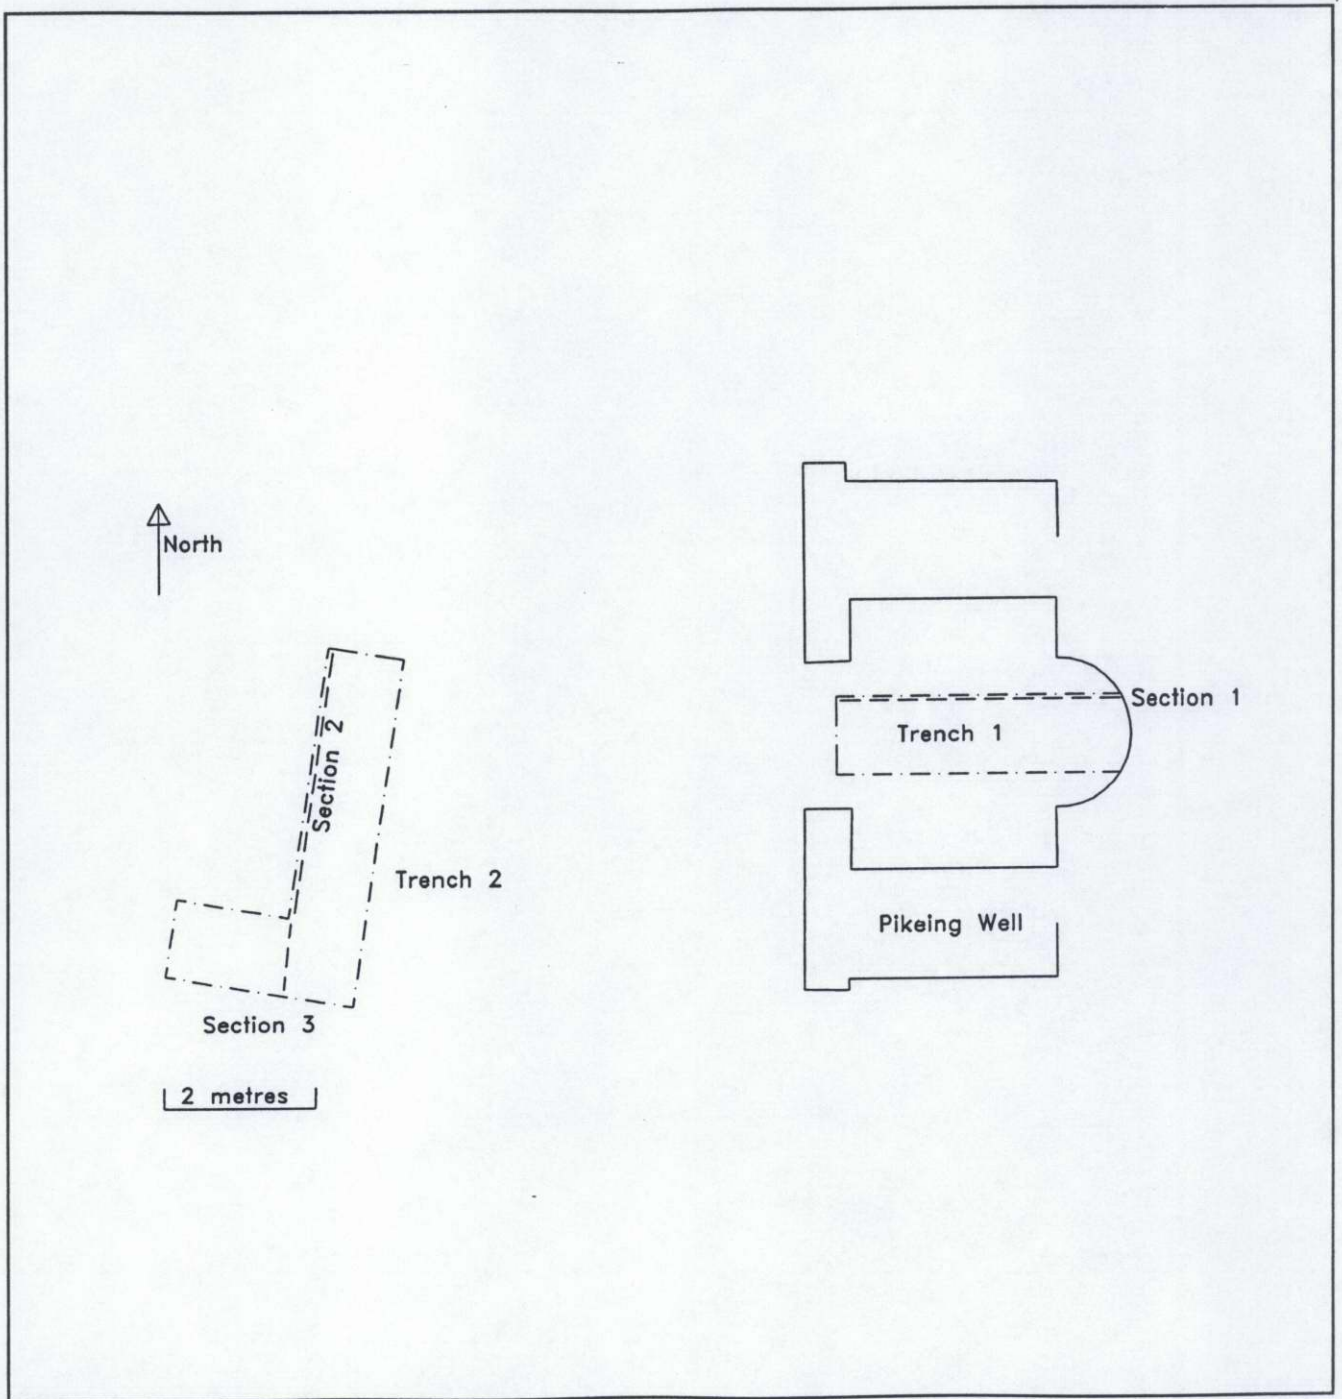 North
Section 2
Trench 2
Section 3
2 metres
Section 1
Trench 1
Pikeing Well